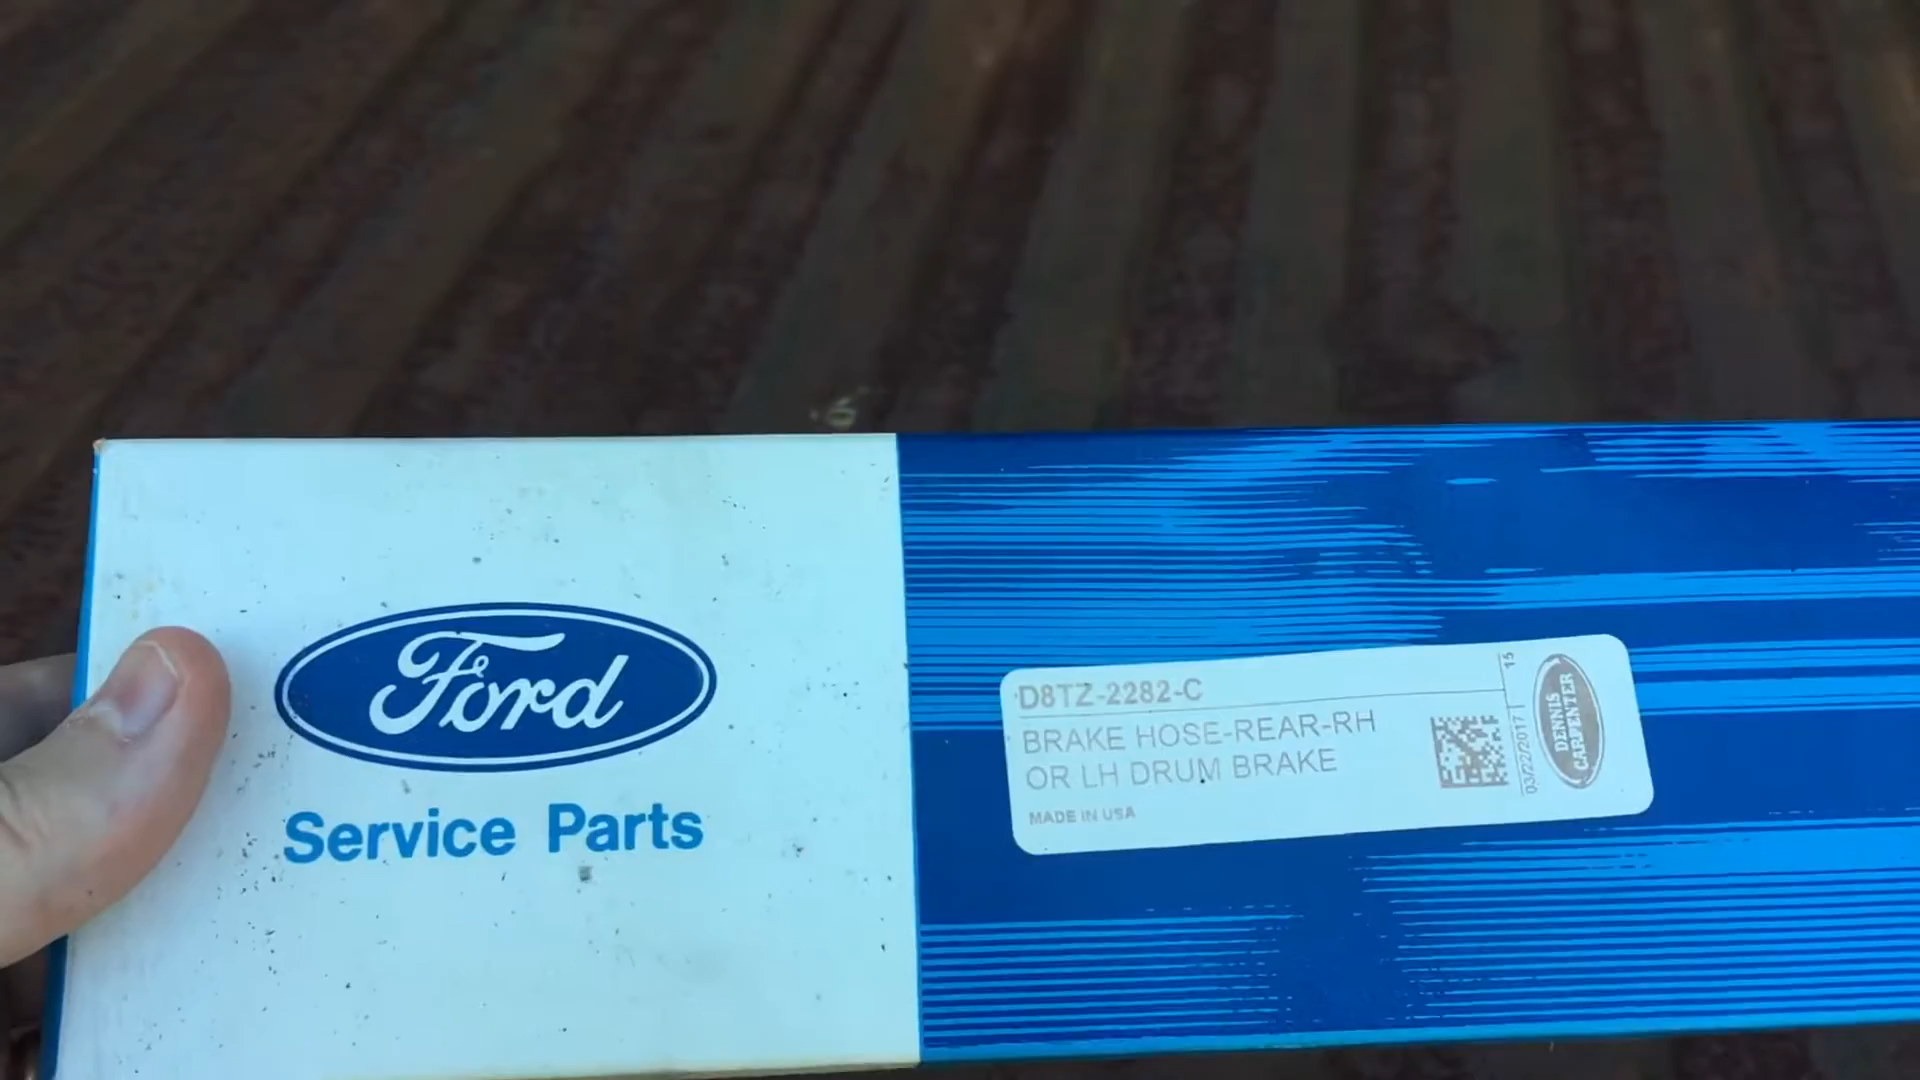 Ford
Service Parts
D8TZ-2282-C
BRAKE HOSE-REAR-RH
OR LH DRUM BRAKE
MADE IN USA
15
03/22/2017
DENNIS
CARPENTER